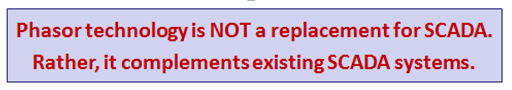 Phasor technology is NOT a replacement for SCADA.
Rather, it complements existing SCADA systems.